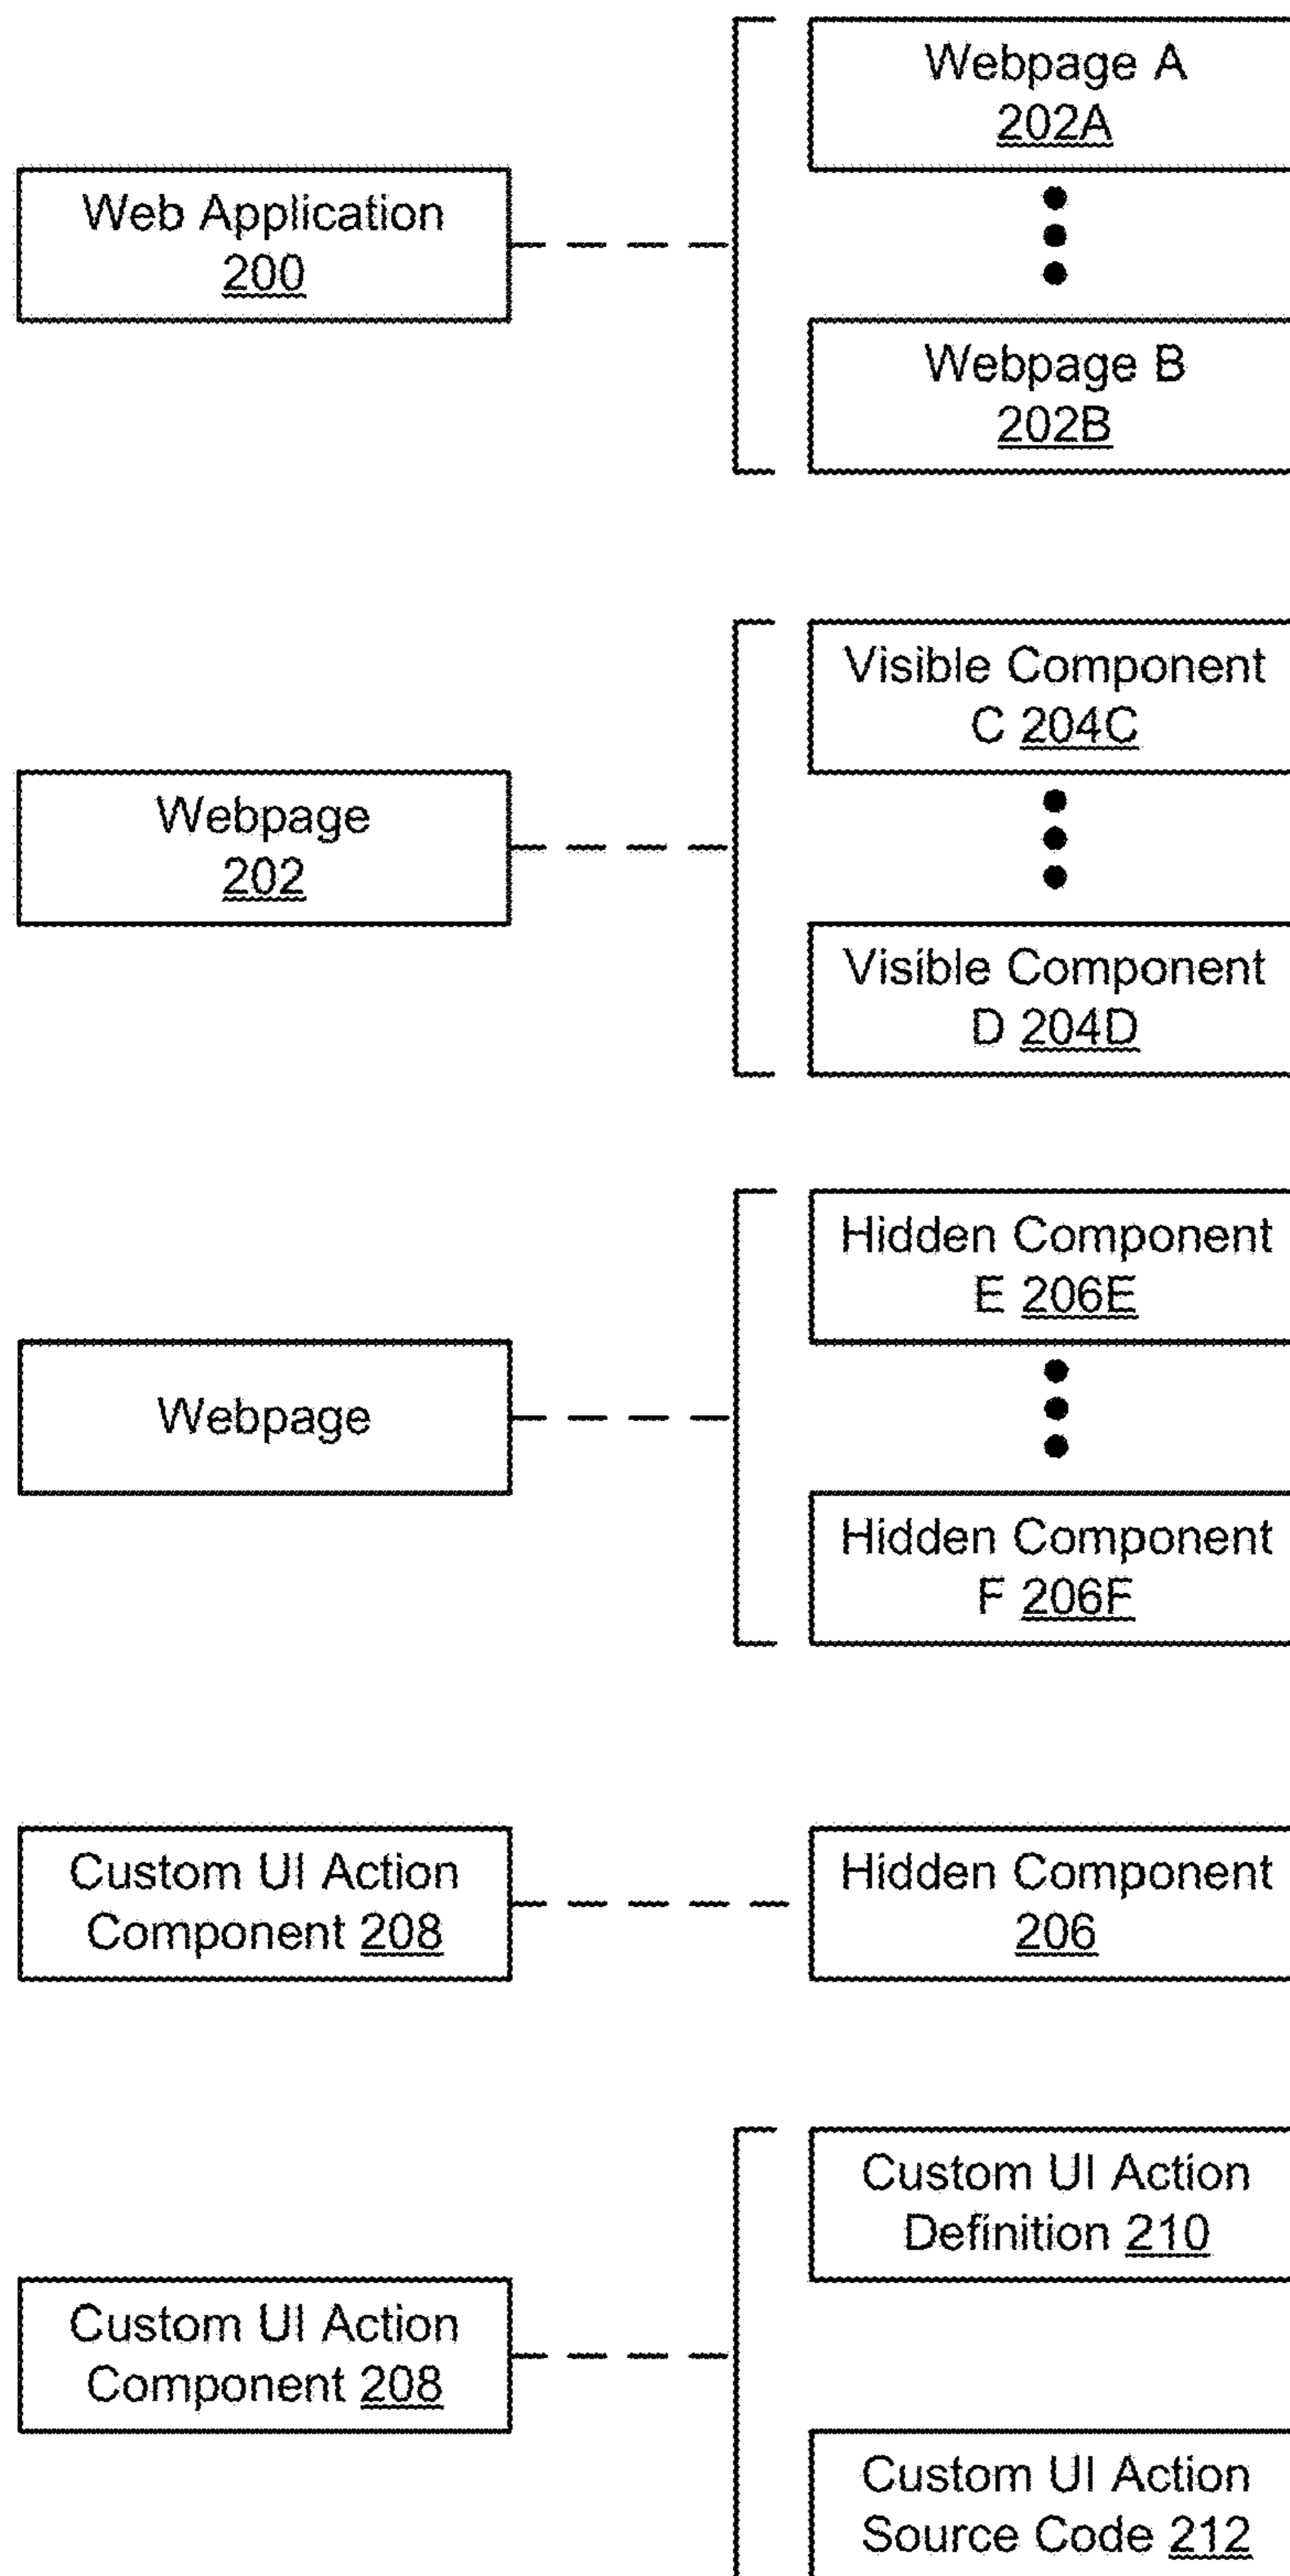 Webpage A
202A
Web Application
200
Webpage B
202B
Visible Component
C 204C
Webpage
202
Visible Component
D 204D
Hidden Component
E 206E
Webpage
Hidden Component
F 206F
Custom UI Action
Component 208
Hidden Component
206
Custom UI Action
Definition 210
Custom UI Action
Component 208
Custom UI Action
Source Code 212